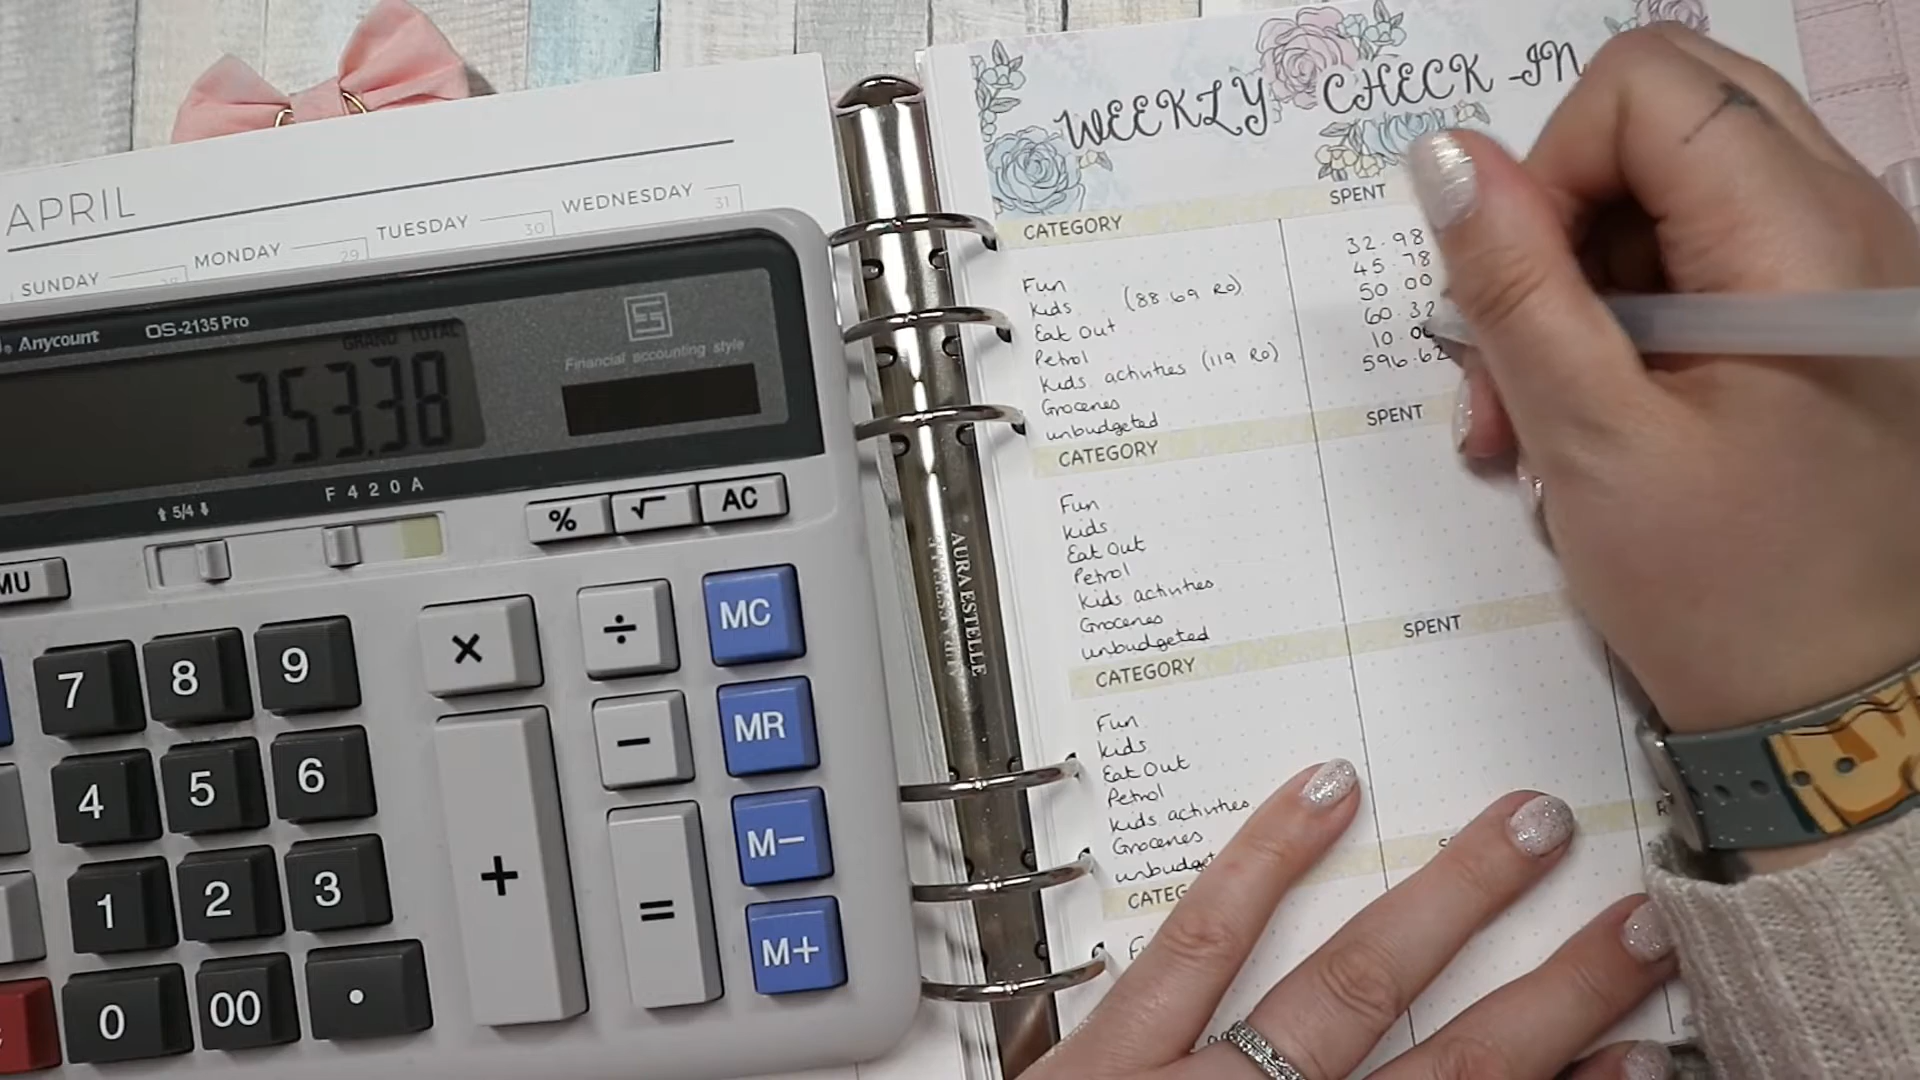 APRIL
SUNDAY MONDAY 29 TUESDAY 30 WEDNESDAY 31
Anycount OS-2135 Pro
GRAND TOTAL
353.38
Financial accounting style
5/4
F 4 2 0 A
% √ AC
MU
× ÷ MC
7 8 9
− MR
4 5 6
+ = M−
1 2 3
M+
0 00 •
AURA ESTELLE
WEEKLY CHECK-IN
CATEGORY SPENT
Fun 32.98
Kids (88.69 RO) 45.78
Eat Out 50.00
Petrol 60.32
Kids activities (119 RO) 10.00
Groceries 596.62
unbudgeted
CATEGORY SPENT
Fun
Kids
Eat Out
Petrol
Kids activities
Groceries
unbudgeted
CATEGORY SPENT
Fun
Kids
Eat Out
Petrol
Kids activities
Groceries